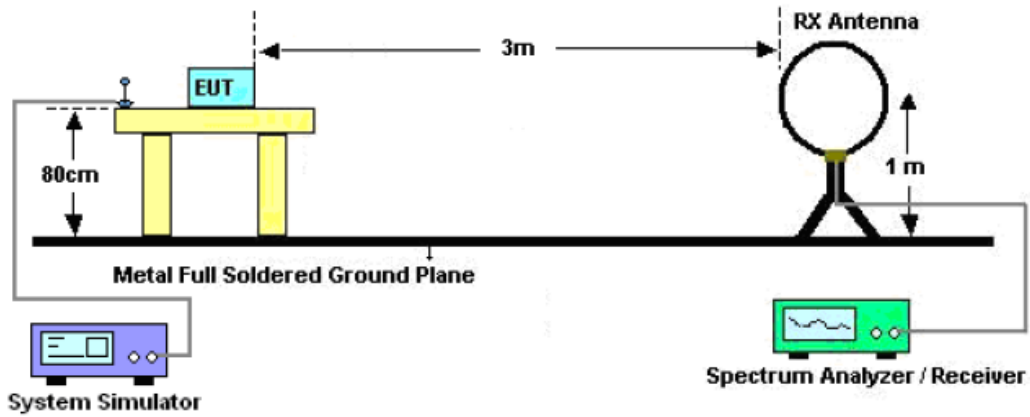 RX Antenna
3m
EUT
80cm
1 m
Metal Full Soldered Ground Plane
System Simulator
Spectrum Analyzer / Receiver